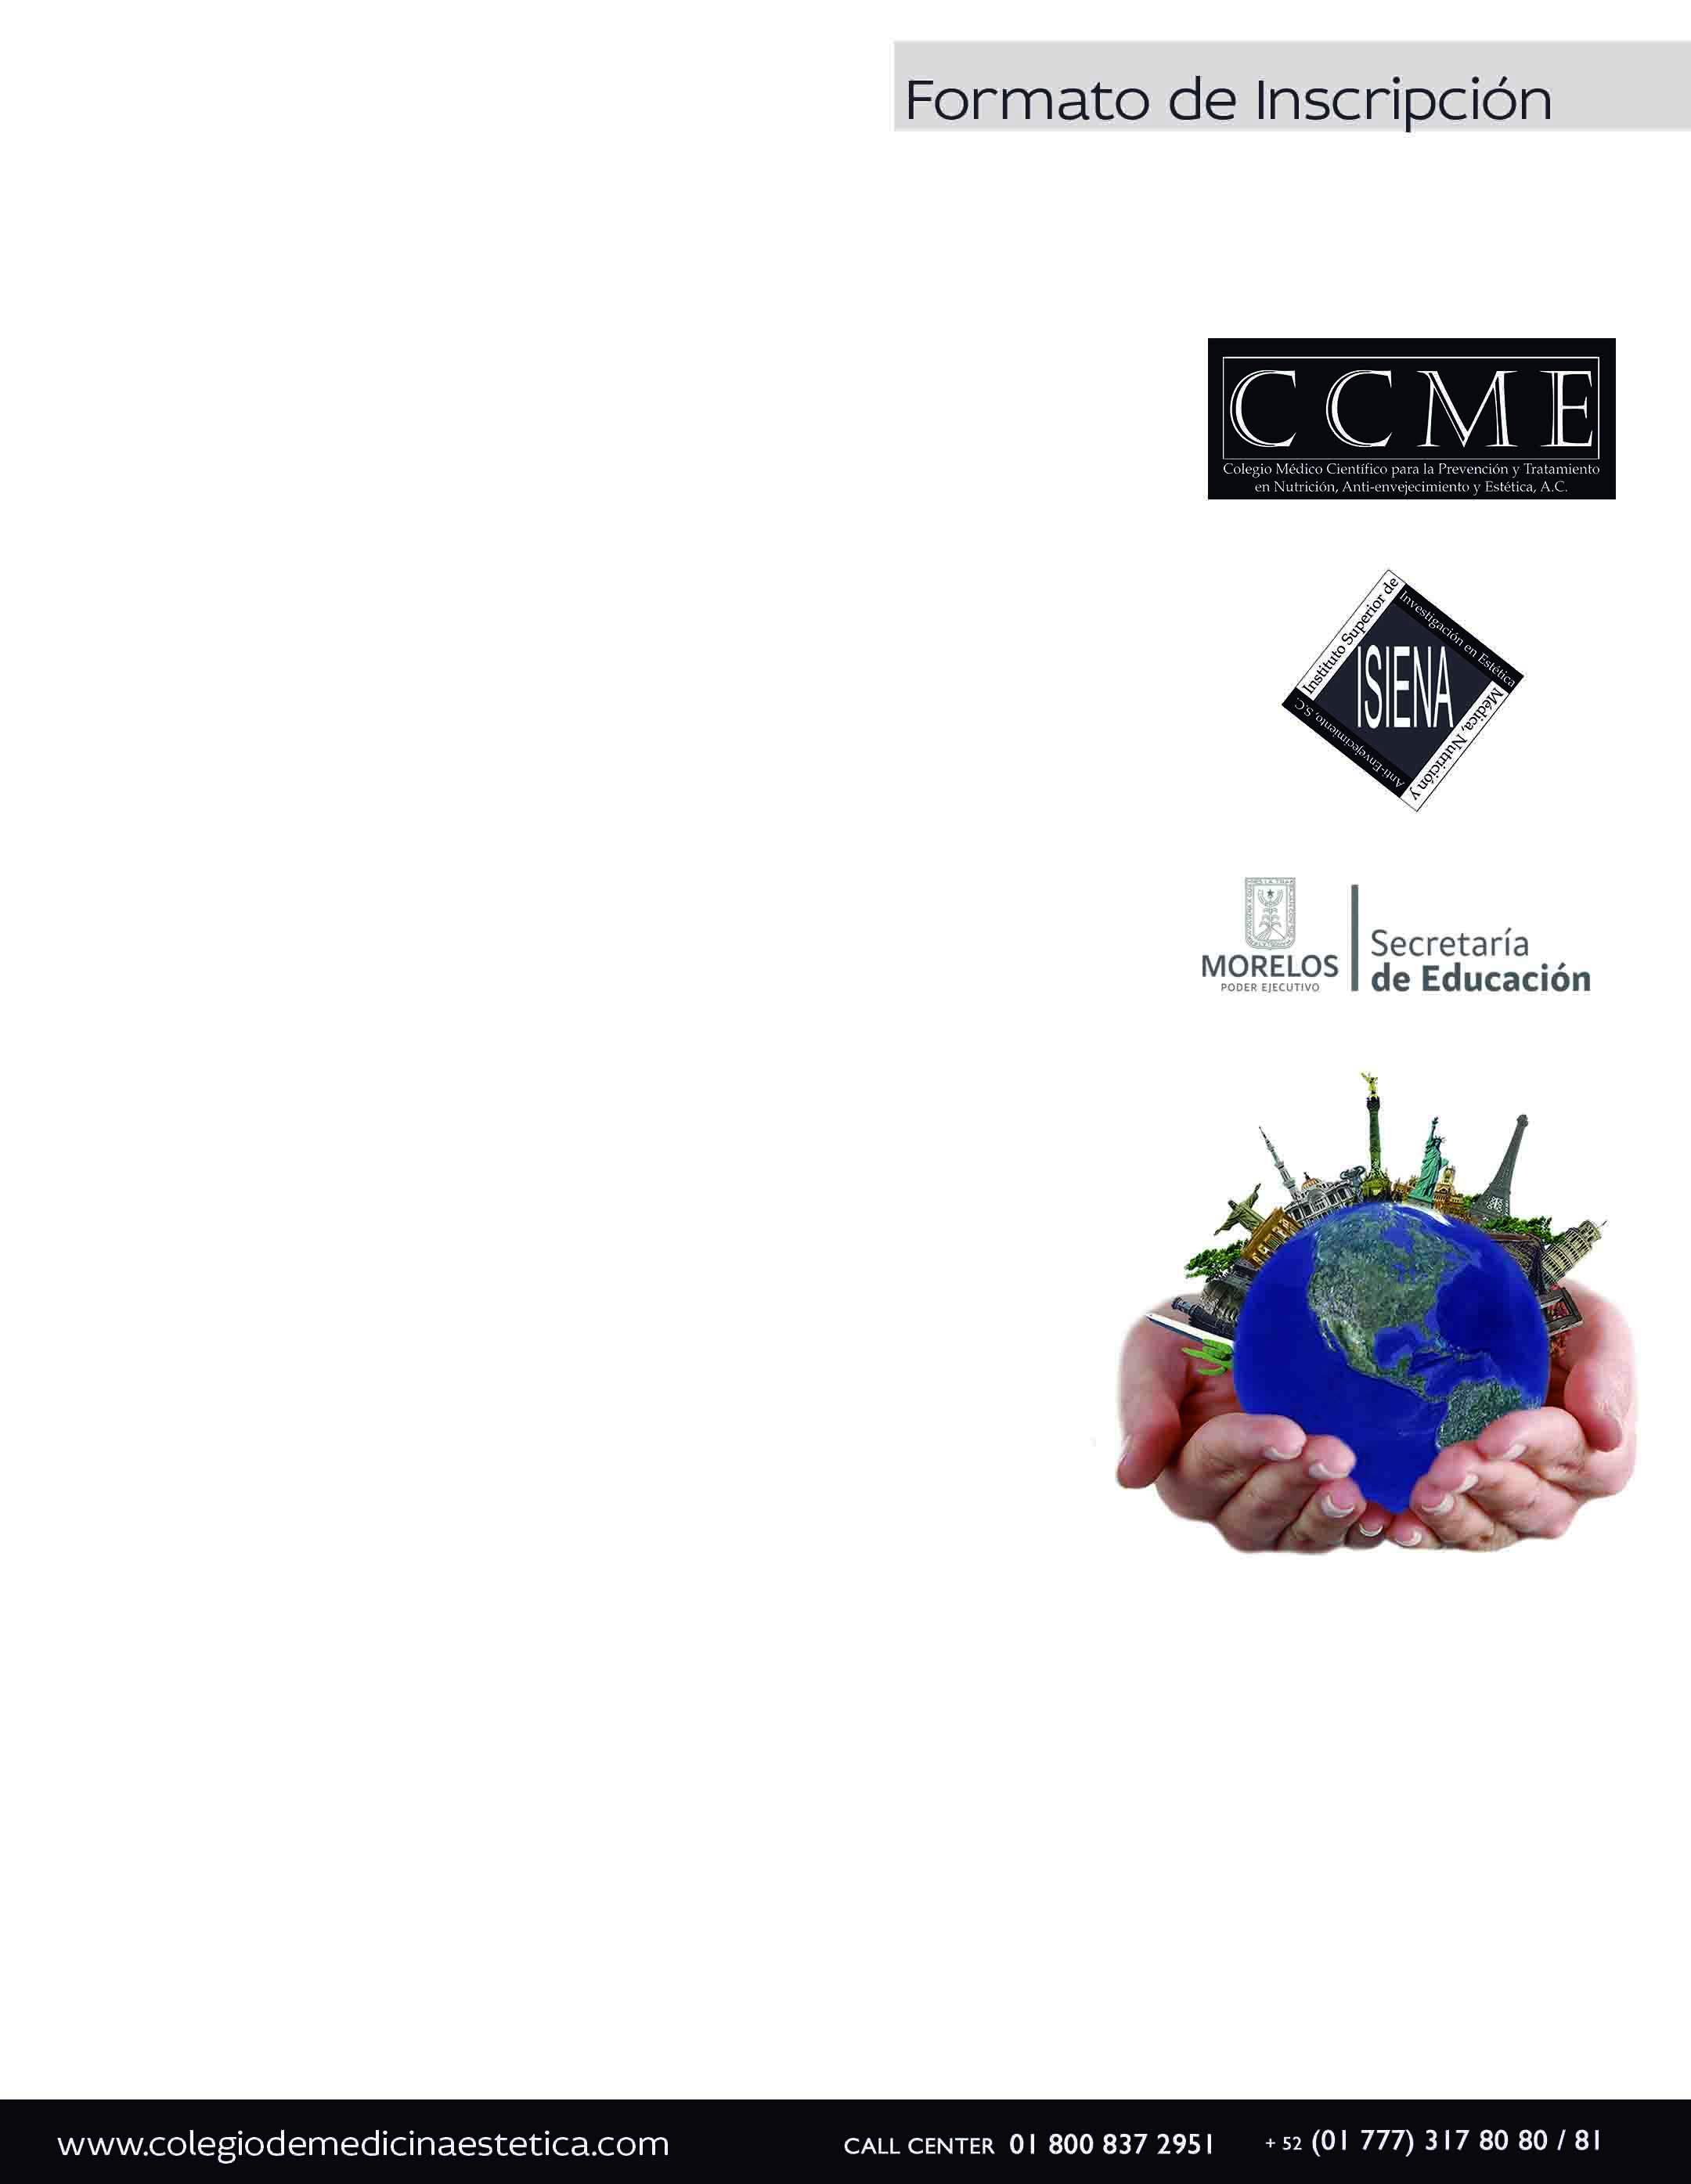 Formato de Inscripción
CCME
Colegio Médico Científico para la Prevención y Tratamiento
en Nutrición, Anti-envejecimiento y Estética, A.C.
Instituto Superior de
Investigación en Estética
Médica, Nutrición y
Anti-Envejecimiento, S.C.
ISIENA
MORELOS
PODER EJECUTIVO
Secretaría
de Educación
www.colegiodemedicinaestetica.com
CALL CENTER 01 800 837 2951 + 52 (01 777) 317 80 80 / 81